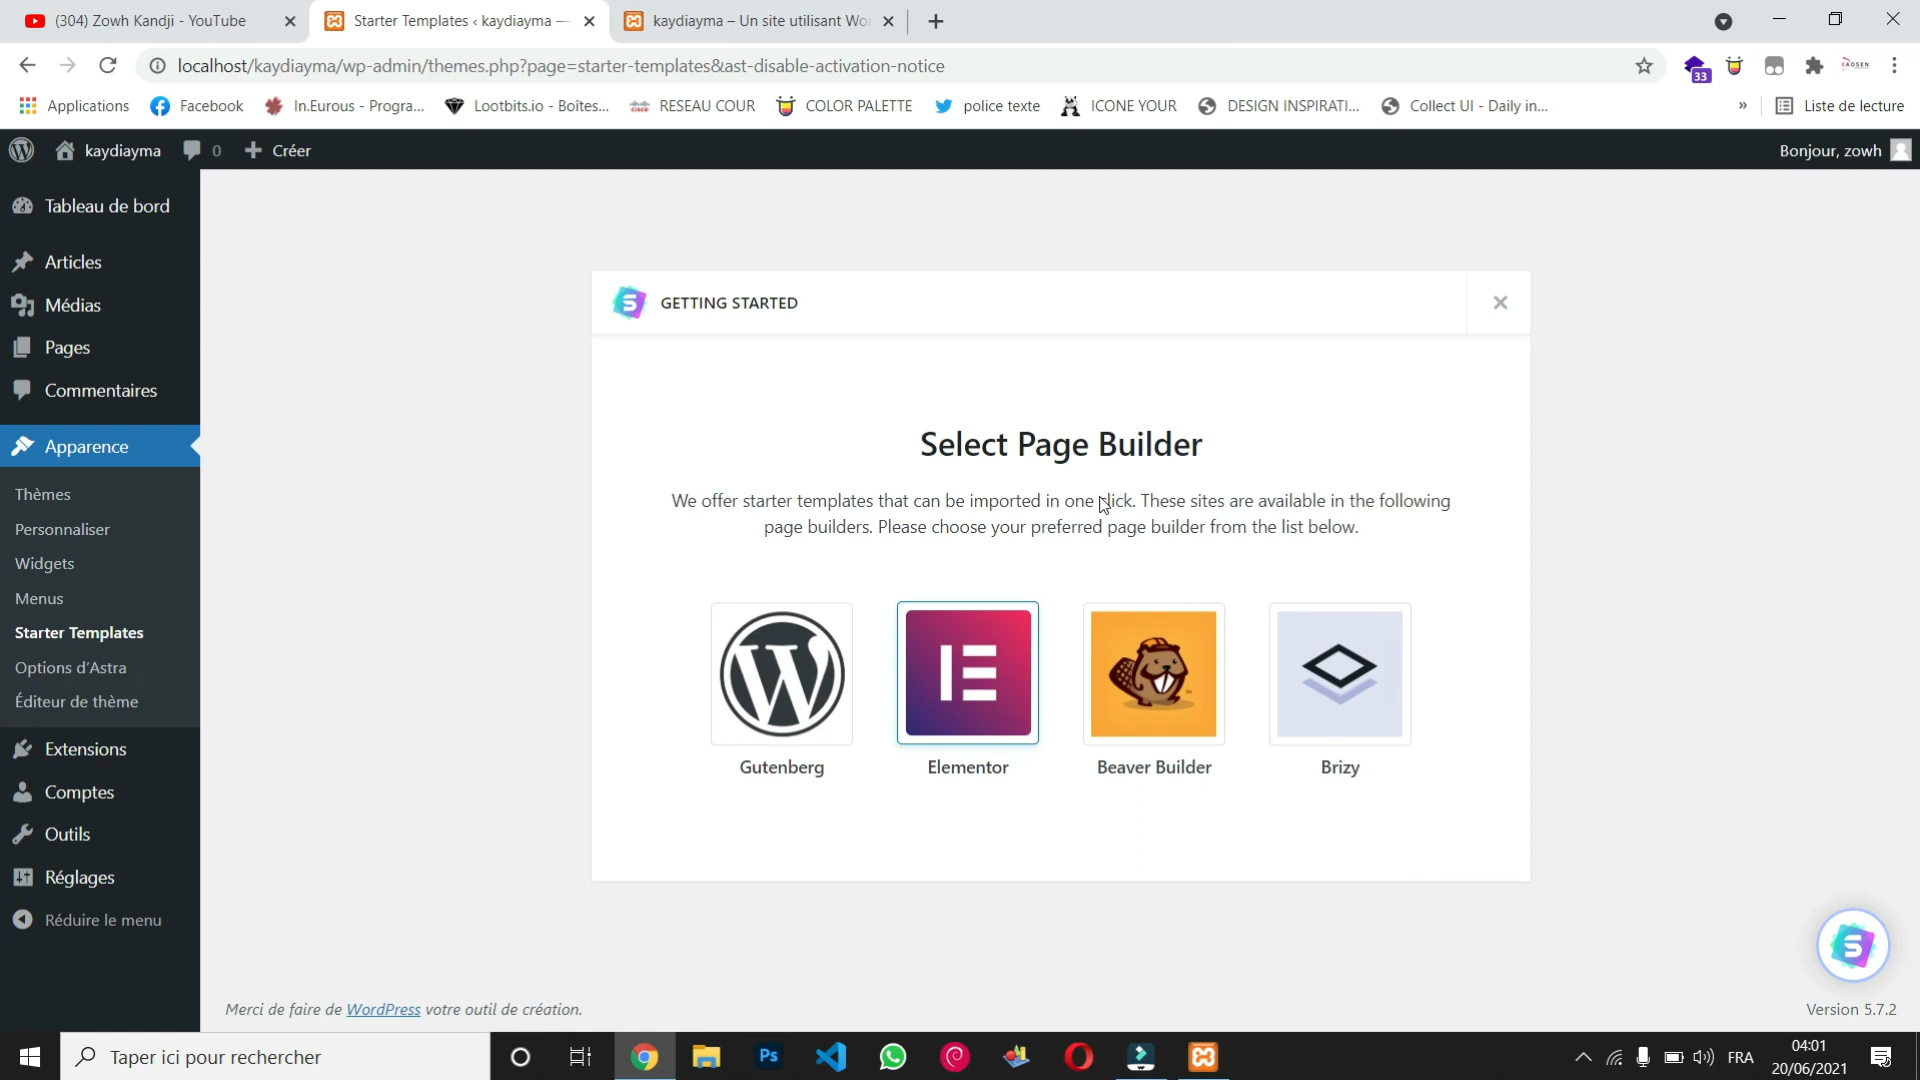 (304) Zowh Kandji - YouTube
Starter Templates ‹ kaydiayma —
kaydiayma – Un site utilisant Wor
localhost/kaydiayma/wp-admin/themes.php?page=starter-templates&ast-disable-activation-notice
33
Applications
Facebook
In.Eurous - Progra...
Lootbits.io - Boîtes...
RESEAU COUR
COLOR PALETTE
police texte
ICONE YOUR
DESIGN INSPIRATI...
Collect UI - Daily in...
»
Liste de lecture
kaydiayma
0
Créer
Bonjour, zowh
Tableau de bord
Articles
Médias
Pages
Commentaires
Apparence
Thèmes
Personnaliser
Widgets
Menus
Starter Templates
Options d’Astra
Éditeur de thème
Extensions
Comptes
Outils
Réglages
Réduire le menu
GETTING STARTED
Select Page Builder
We offer starter templates that can be imported in one click. These sites are available in the following
page builders. Please choose your preferred page builder from the list below.
Gutenberg
Elementor
Beaver Builder
Brizy
Merci de faire de WordPress votre outil de création.
Version 5.7.2
Taper ici pour rechercher
Ps
FRA
04:01
20/06/2021